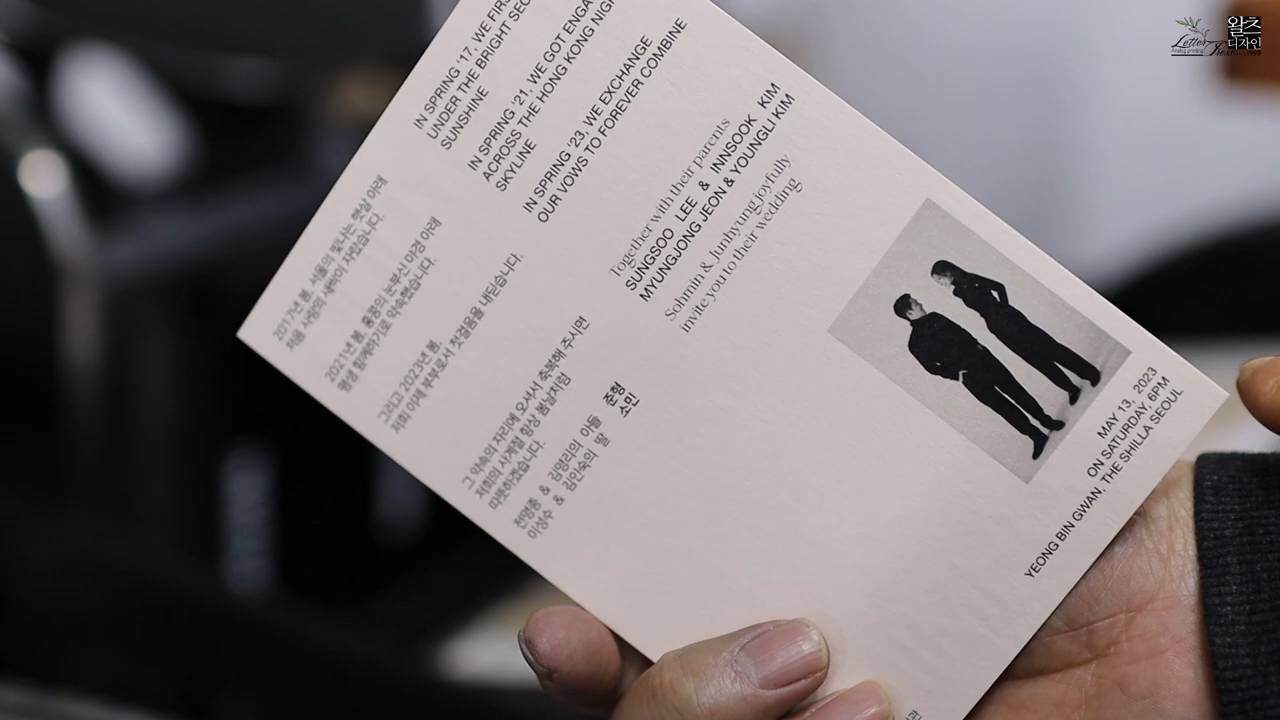 IN SPRING '17, WE
UNDER THE BRIGHT
SUNSHINE
IN SPRING '21, WE GOT
ACROSS THE HONG KONG
SKYLINE
IN SPRING '23, WE EXCHANGE
OUR VOWS TO FOREVER COMBINE
Together with their parents
SUNGSOO LEE & INNSOOK KIM
MYUNGJONG JEON & YOUNGLI KIM
Sohmin & Junhyung joyfully
invite you to their wedding
MAY 13, 2023
ON SATURDAY, 6PM
YEONG BIN GWAN, THE SHILLA SEOUL
2017년 봄, 서울의 빛나는 햇살 아래
처음 사랑의 새싹이 자랐습니다.
2021년 봄, 홍콩의 눈부신 야경 아래
평생 함께하기로 약속했습니다.
그리고 2023년 봄,
저희 이제 부부로서 첫걸음을 내딛습니다.
그 약속의 자리에 오셔서 축복해 주시면
저희의 사계절 항상 봄날처럼
따뜻하겠습니다.
전명종 & 김영리의 아들 준형
이성수 & 김인숙의 딸 소민
왈츠
디자인